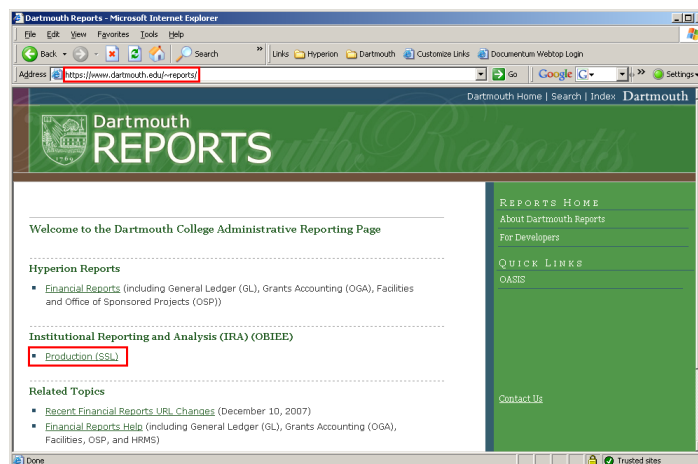 Dartmouth Reports - Microsoft Internet Explorer
File Edit View Favorites Tools Help
Back Search » Links Hyperion Dartmouth Customize Links Documentum Webtop Login
Address https://www.dartmouth.edu/~reports/ Go Google G » Settings
Dartmouth Home | Search | Index Dartmouth
Dartmouth
REPORTS
1769
Welcome to the Dartmouth College Administrative Reporting Page
Hyperion Reports
Financial Reports (including General Ledger (GL), Grants Accounting (OGA), Facilities
and Office of Sponsored Projects (OSP))
Institutional Reporting and Analysis (IRA) (OBIEE)
Production (SSL)
Related Topics
Recent Financial Reports URL Changes (December 10, 2007)
Financial Reports Help (including General Ledger (GL), Grants Accounting (OGA),
Facilities, OSP, and HRMS)
REPORTS HOME
About Dartmouth Reports
For Developers
QUICK LINKS
OASIS
Contact Us
Done Trusted sites